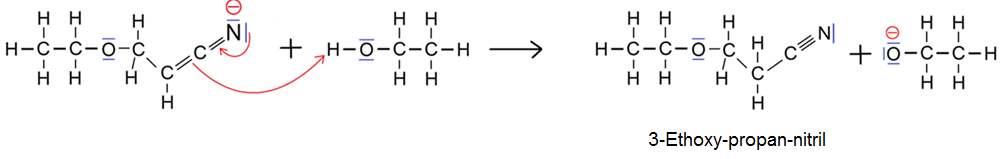 H H H ⊖ N H H H H H N ⊖ H H
H–C–C–O–C C + H–O–C–C–H → H–C–C–O–C H C + O–C–C–H
H H H C H H H H H C H H H
H H
3-Ethoxy-propan-nitril